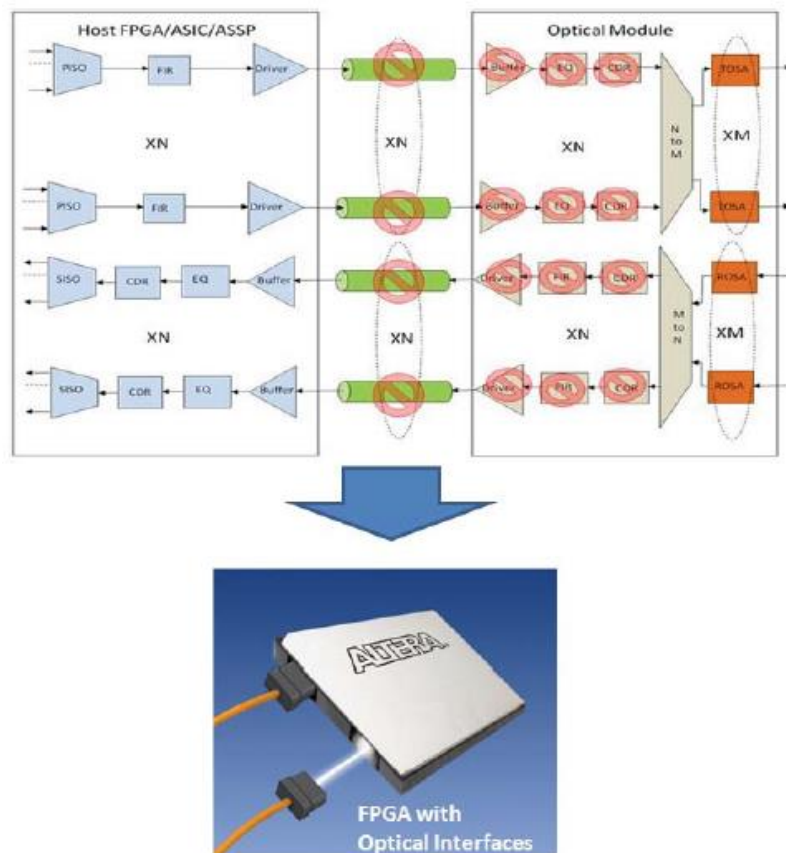 Host FPGA/ASIC/ASSP
Optical Module
PISO
FIR
Driver
Buffer
EQ
CDR
TOSA
XN
XN
XN
N to M
XM
PISO
FIR
Driver
Buffer
EQ
CDR
TOSA
SISO
CDR
EQ
Buffer
Driver
FIR
CDR
ROSA
XN
XN
XN
M to N
XM
SISO
CDR
EQ
Buffer
Driver
FIR
CDR
ROSA
ALTERA
FPGA with
Optical Interfaces